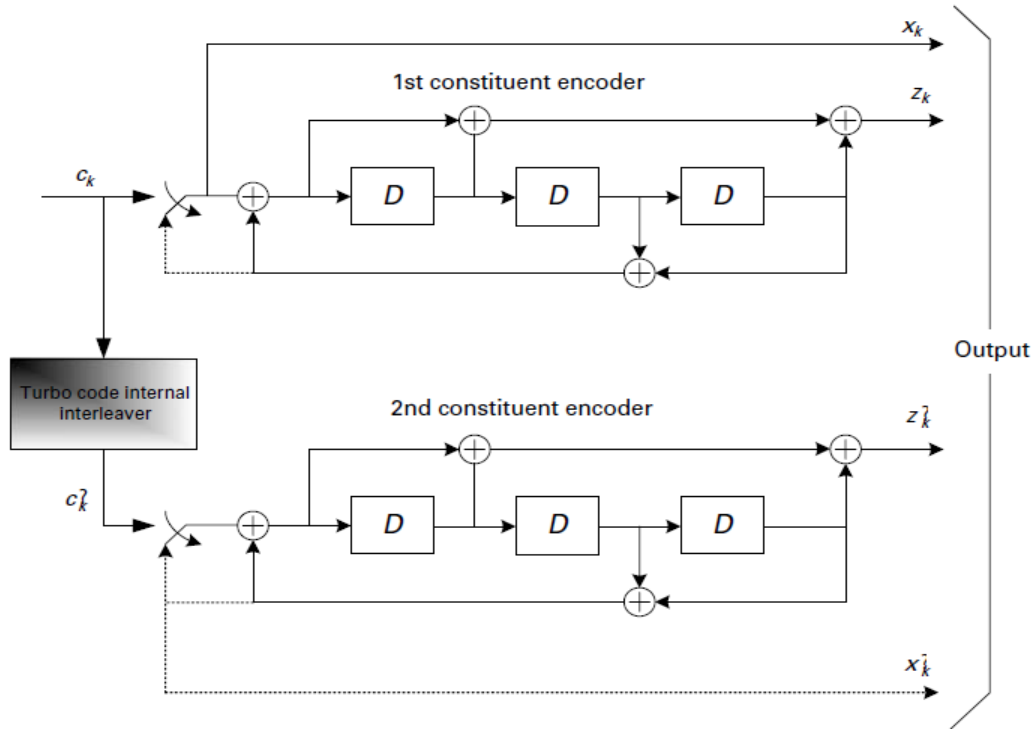 x_k
1st constituent encoder
z_k
c_k
D
D
D
Output
Turbo code internal
interleaver
2nd constituent encoder
z'_k
c'_k
D
D
D
x'_k